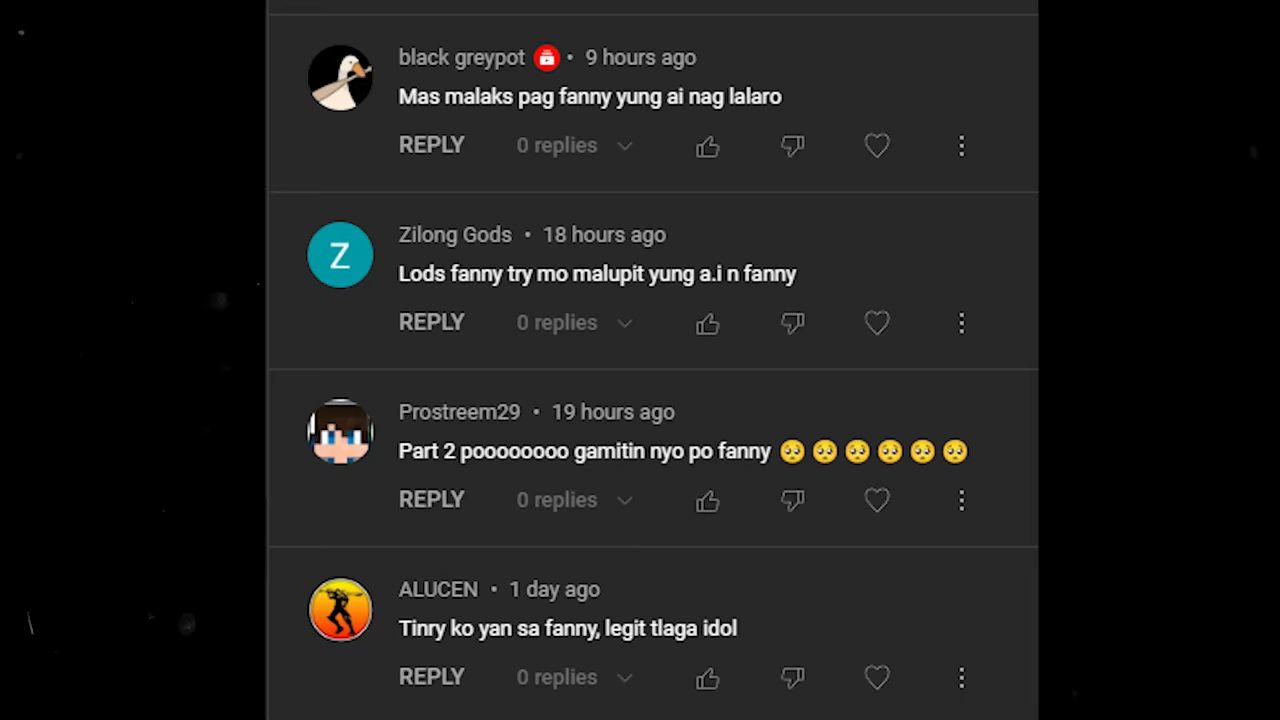 black greypot • 9 hours ago
Mas malaks pag fanny yung ai nag lalaro
REPLY 0 replies
Z
Zilong Gods • 18 hours ago
Lods fanny try mo malupit yung a.i n fanny
REPLY 0 replies
Prostreem29 • 19 hours ago
Part 2 poooooooo gamitin nyo po fanny 🥺🥺🥺🥺🥺🥺
REPLY 0 replies
ALUCEN • 1 day ago
Tinry ko yan sa fanny, legit tlaga idol
REPLY 0 replies